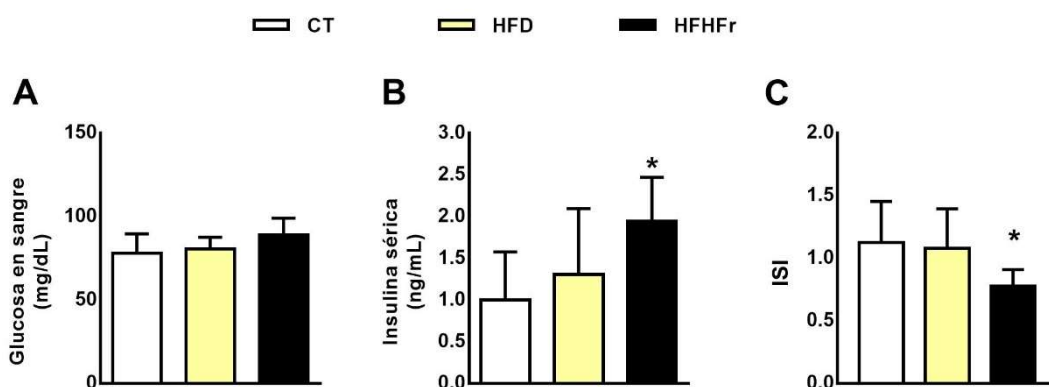 CT HFD HFHFr
A B C
Glucosa en sangre
(mg/dL)
150
100
50
0
Insulina sérica
(ng/mL)
3.0
2.5
2.0
1.5
1.0
0.5
0.0
*
ISI
2.0
1.5
1.0
0.5
0.0
*